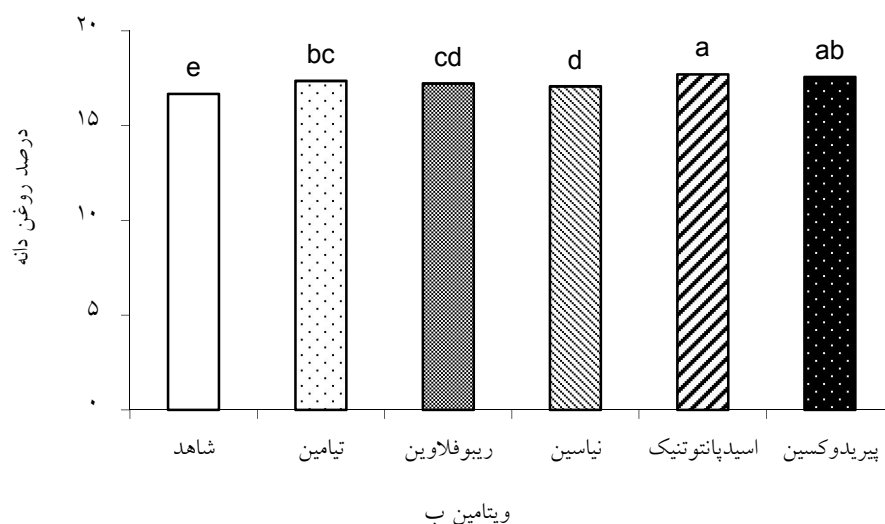 درصد روغن دانه
۲۰
۱۵
۱۰
۵
۰
e bc cd d a ab
شاهد تیامین ریبوفلاوین نیاسین اسیدپانتوتنیک پیریدوکسین
ویتامین ب